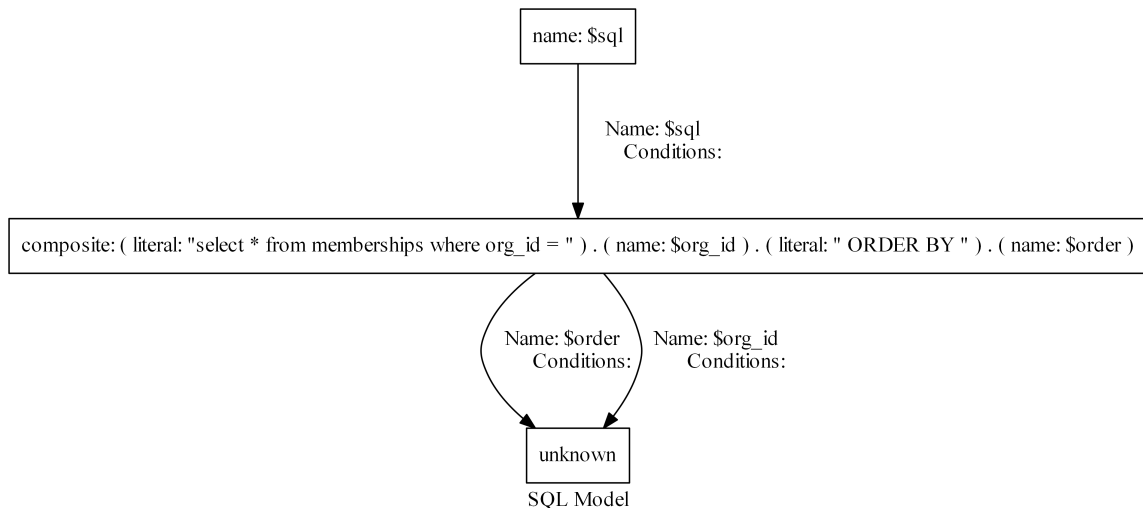 name: $sql
Name: $sql
Conditions:
composite: ( literal: "select * from memberships where org_id = " ) . ( name: $org_id ) . ( literal: " ORDER BY " ) . ( name: $order )
Name: $order
Conditions:
Name: $org_id
Conditions:
unknown
SQL Model